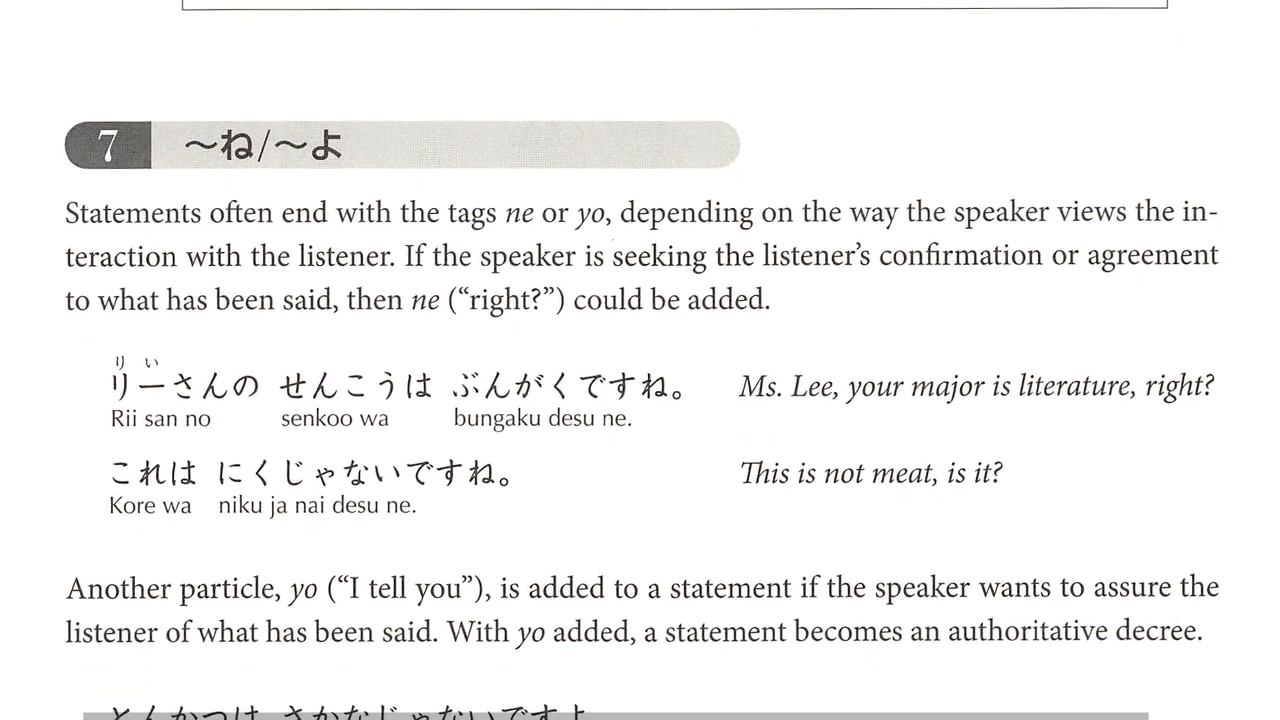 7 ～ね/～よ
Statements often end with the tags ne or yo, depending on the way the speaker views the in-
teraction with the listener. If the speaker is seeking the listener's confirmation or agreement
to what has been said, then ne ("right?") could be added.
り い
リーさんの せんこうは ぶんがくですね。 Ms. Lee, your major is literature, right?
Rii san no senkoo wa bungaku desu ne.
これは にくじゃないですね。 This is not meat, is it?
Kore wa niku ja nai desu ne.
Another particle, yo ("I tell you"), is added to a statement if the speaker wants to assure the
listener of what has been said. With yo added, a statement becomes an authoritative decree.
とんかつは さかなじゃないですよ